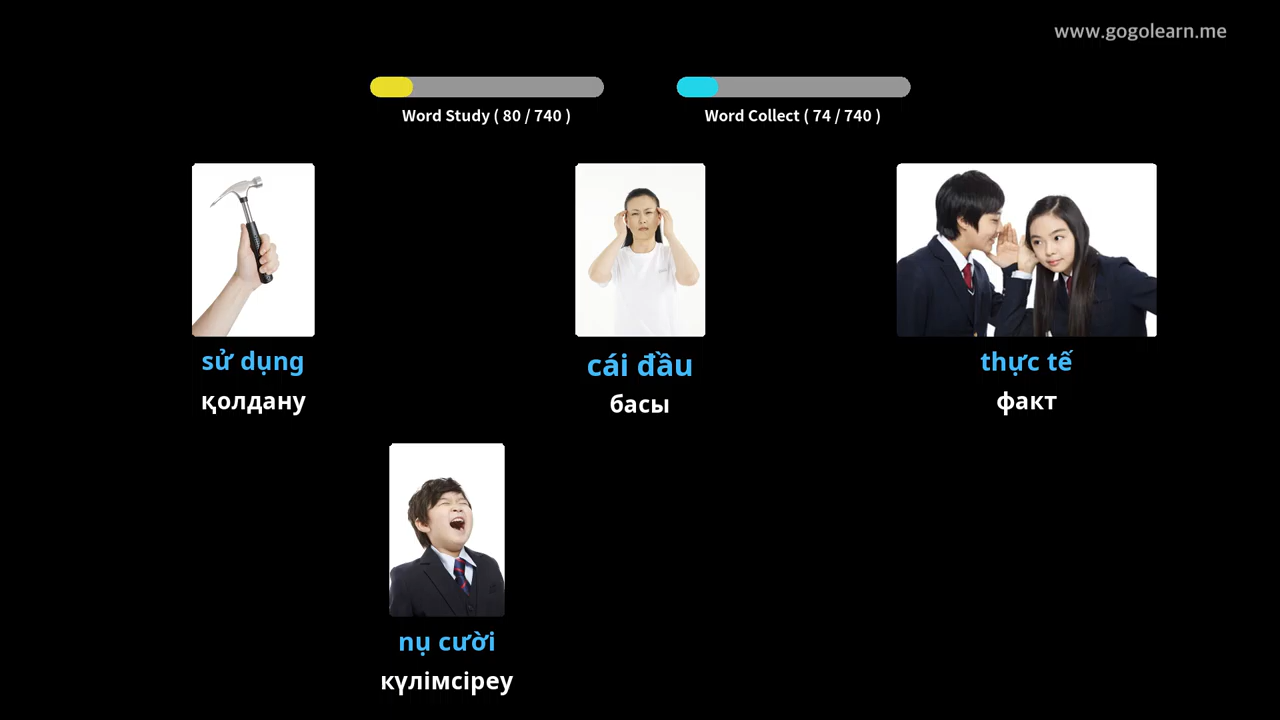 www.gogolearn.me
Word Study ( 80 / 740 )
Word Collect ( 74 / 740 )
sử dụng
қолдану
cái đầu
басы
thực tế
факт
nụ cười
күлімсіреу